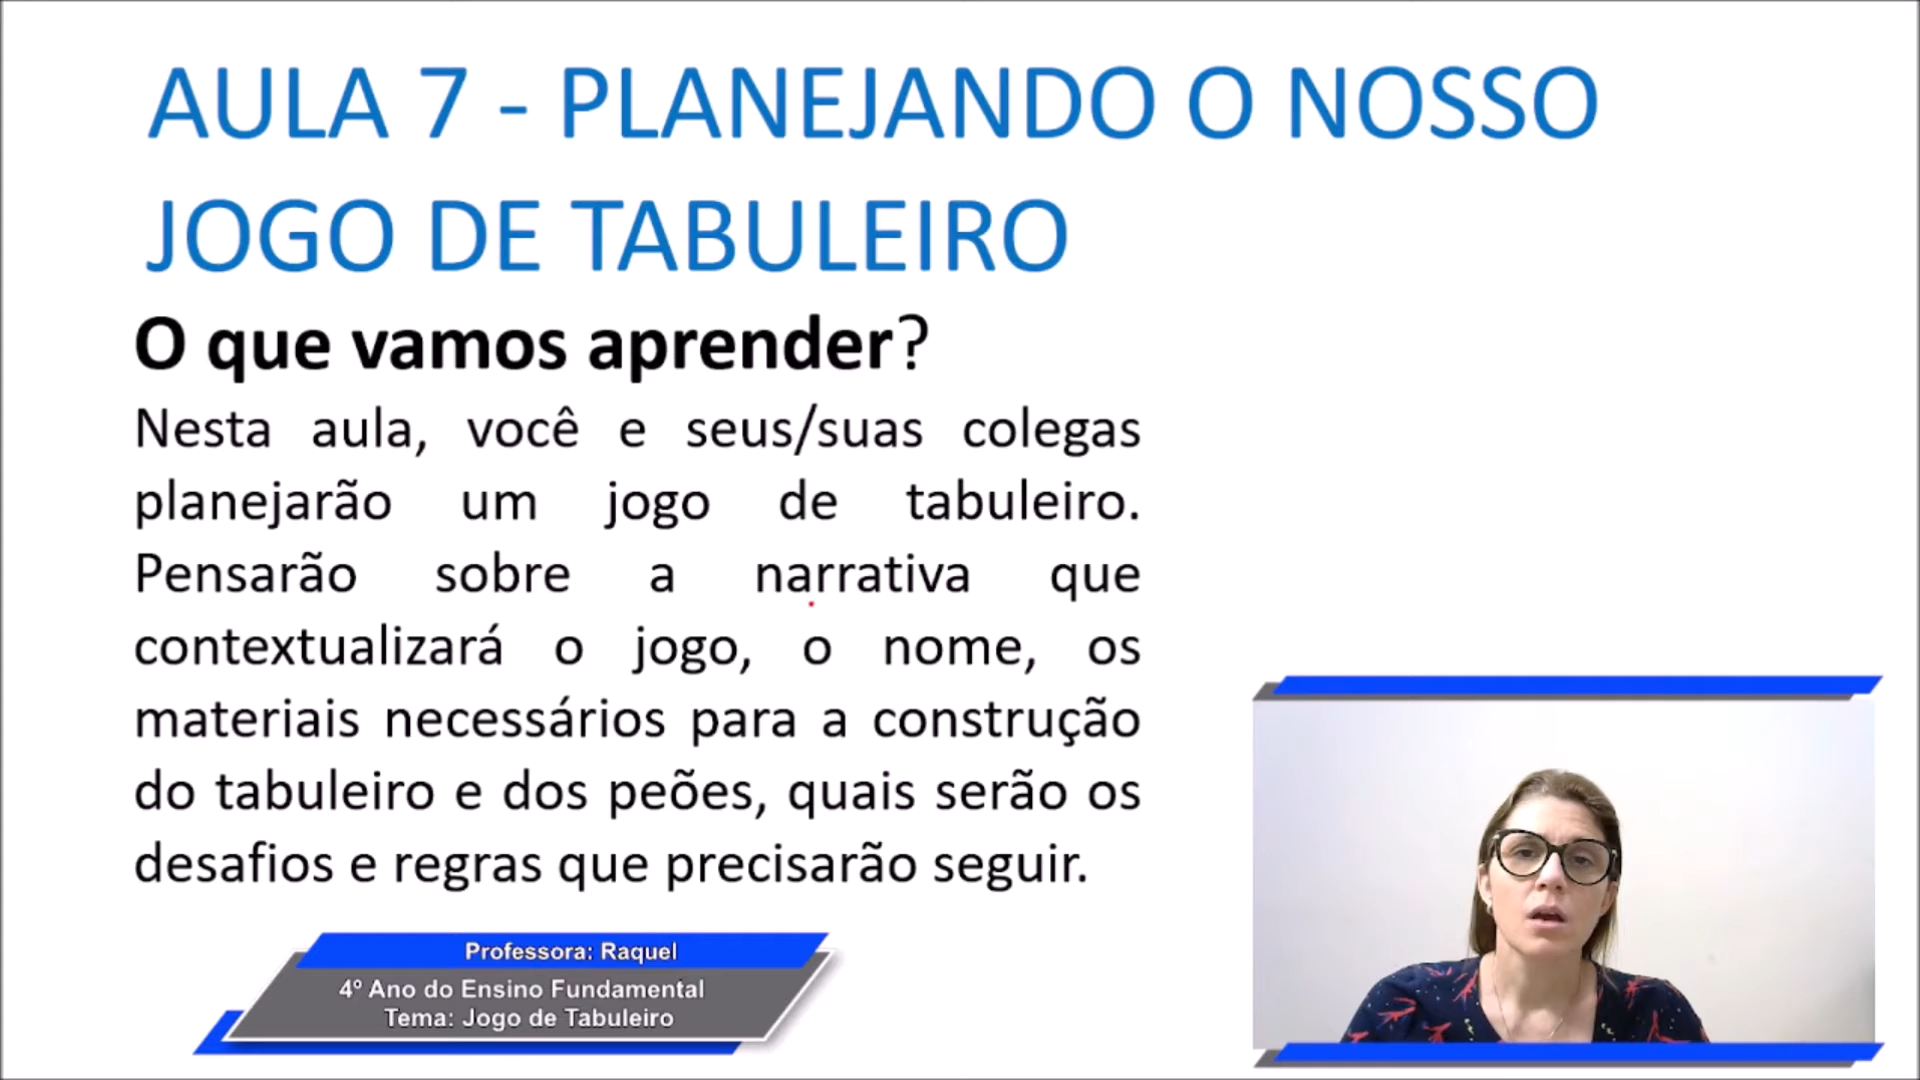 AULA 7 - PLANEJANDO O NOSSO
JOGO DE TABULEIRO
O que vamos aprender?
Nesta aula, você e seus/suas colegas
planejarão um jogo de tabuleiro.
Pensarão sobre a narrativa que
contextualizará o jogo, o nome, os
materiais necessários para a construção
do tabuleiro e dos peões, quais serão os
desafios e regras que precisarão seguir.
Professora: Raquel
4º Ano do Ensino Fundamental
Tema: Jogo de Tabuleiro